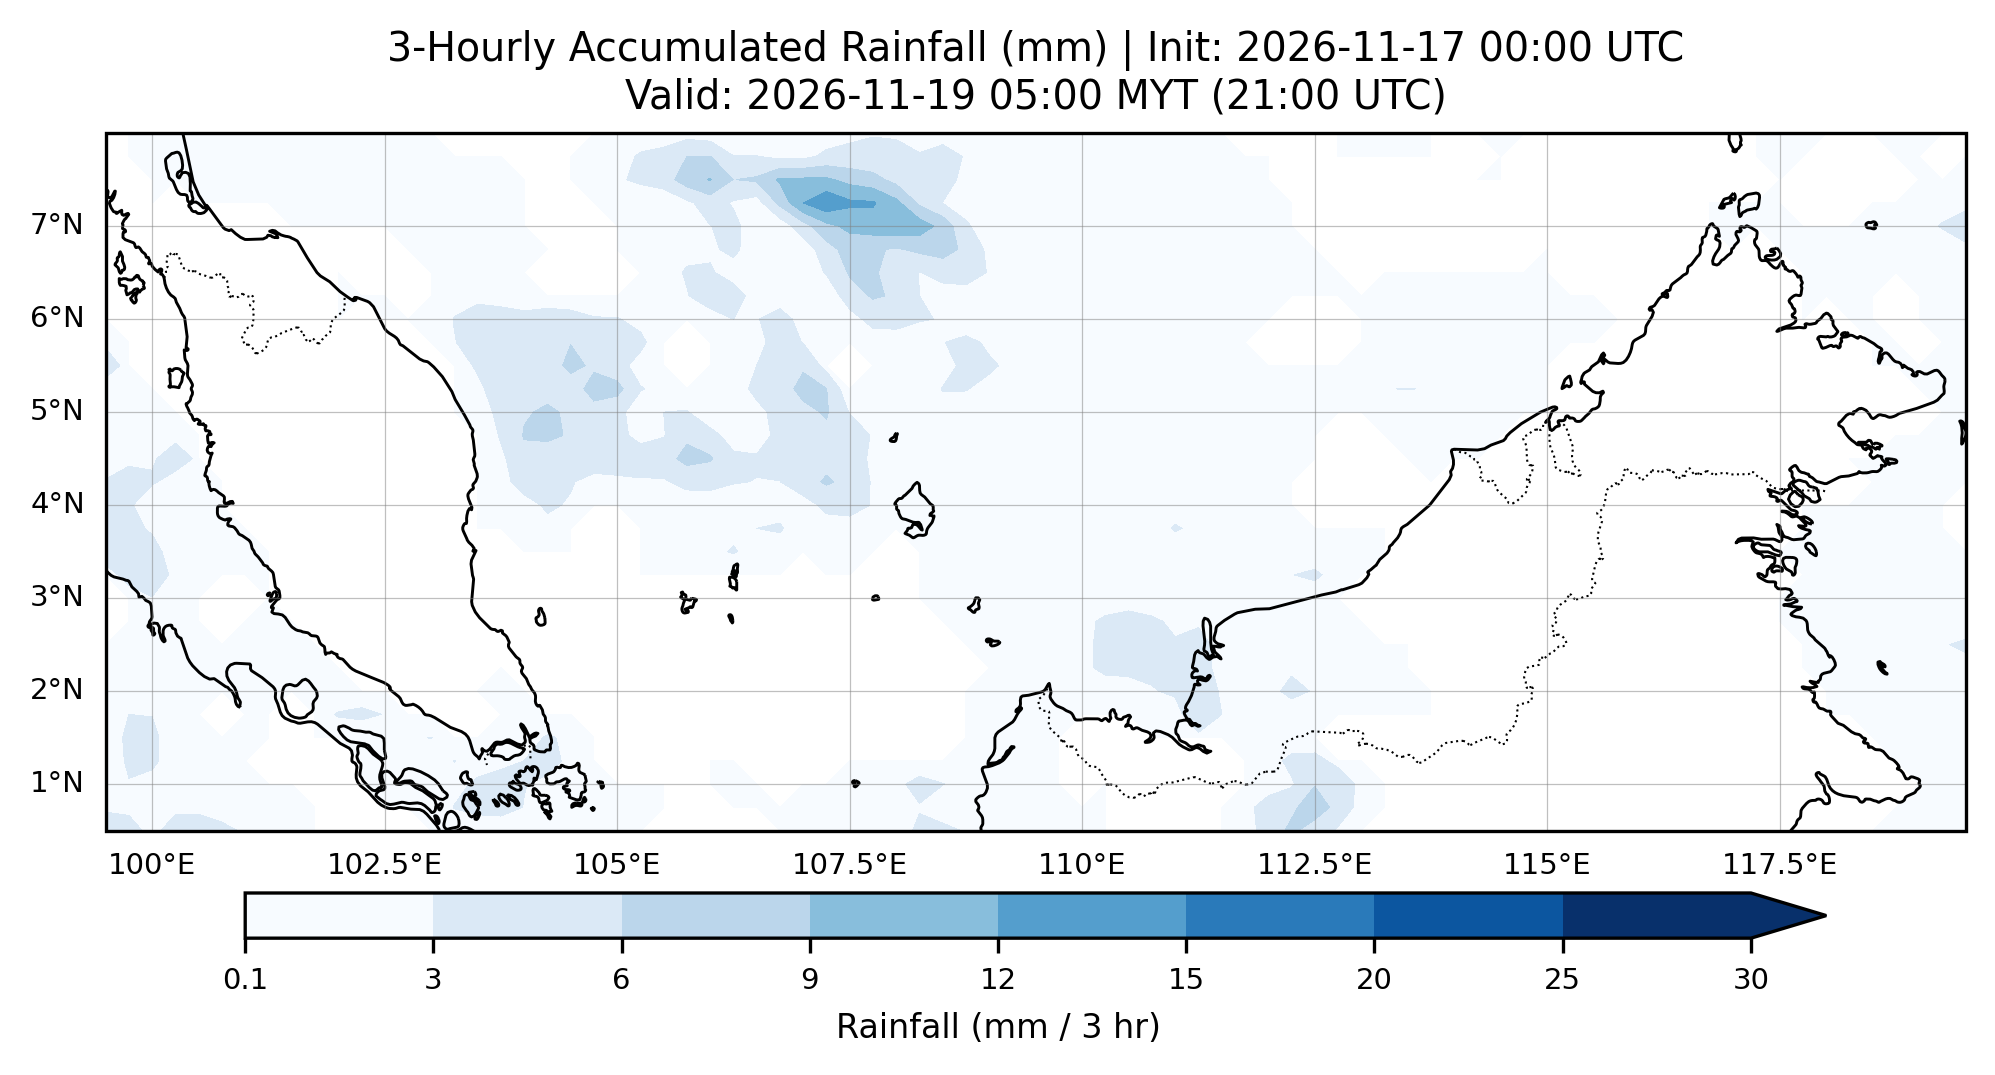 3-Hourly Accumulated Rainfall (mm) | Init: 2026-11-17 00:00 UTC
Valid: 2026-11-19 05:00 MYT (21:00 UTC)
7°N
6°N
5°N
4°N
3°N
2°N
1°N
100°E 102.5°E 105°E 107.5°E 110°E 112.5°E 115°E 117.5°E
0.1 3 6 9 12 15 20 25 30
Rainfall (mm / 3 hr)